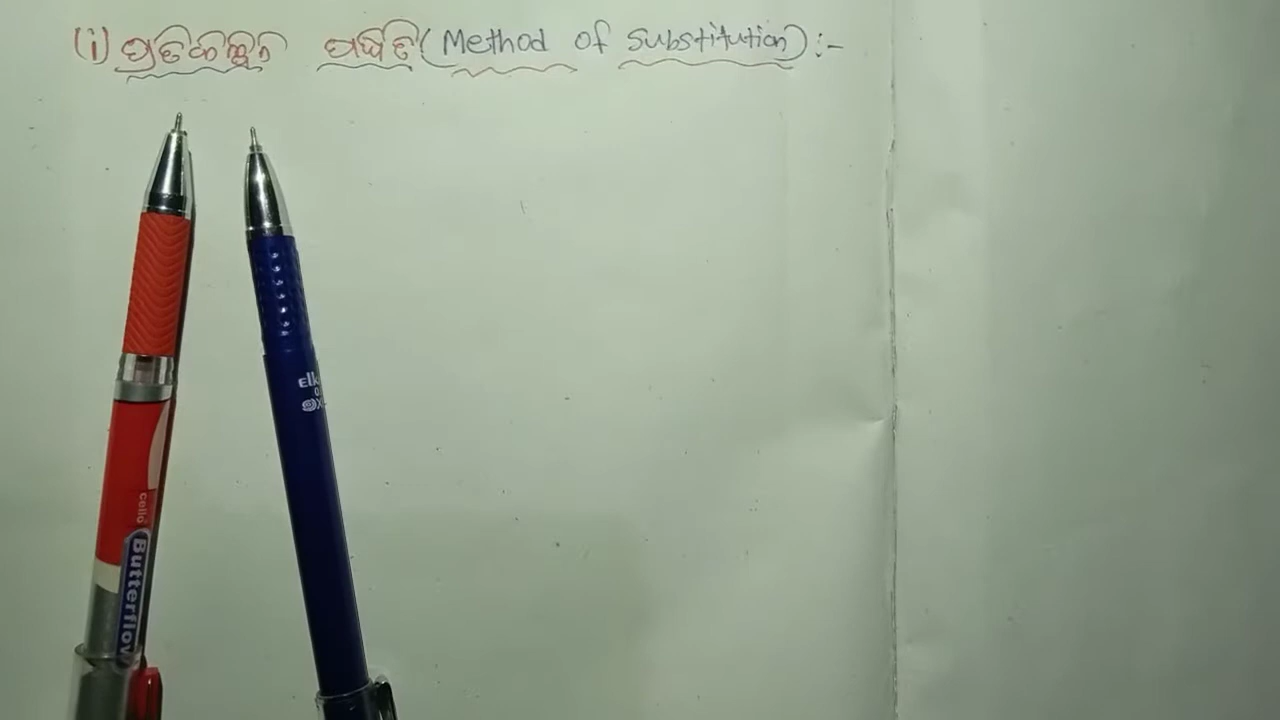 (i) ପ୍ରତିକଳ୍ପନ ପଦ୍ଧତି (Method of Substitution) :-
cello
Butterflow